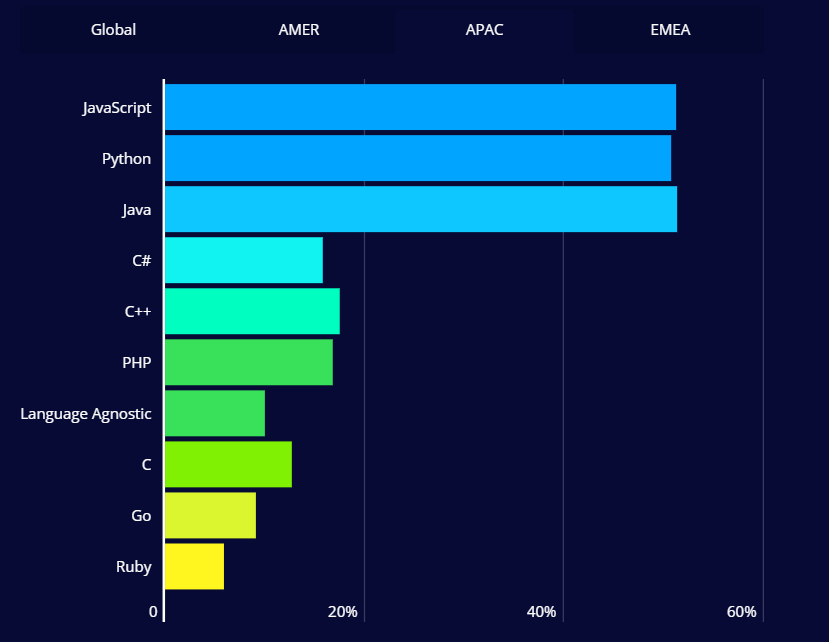 Global AMER APAC EMEA
JavaScript
Python
Java
C#
C++
PHP
Language Agnostic
C
Go
Ruby
0 20% 40% 60%